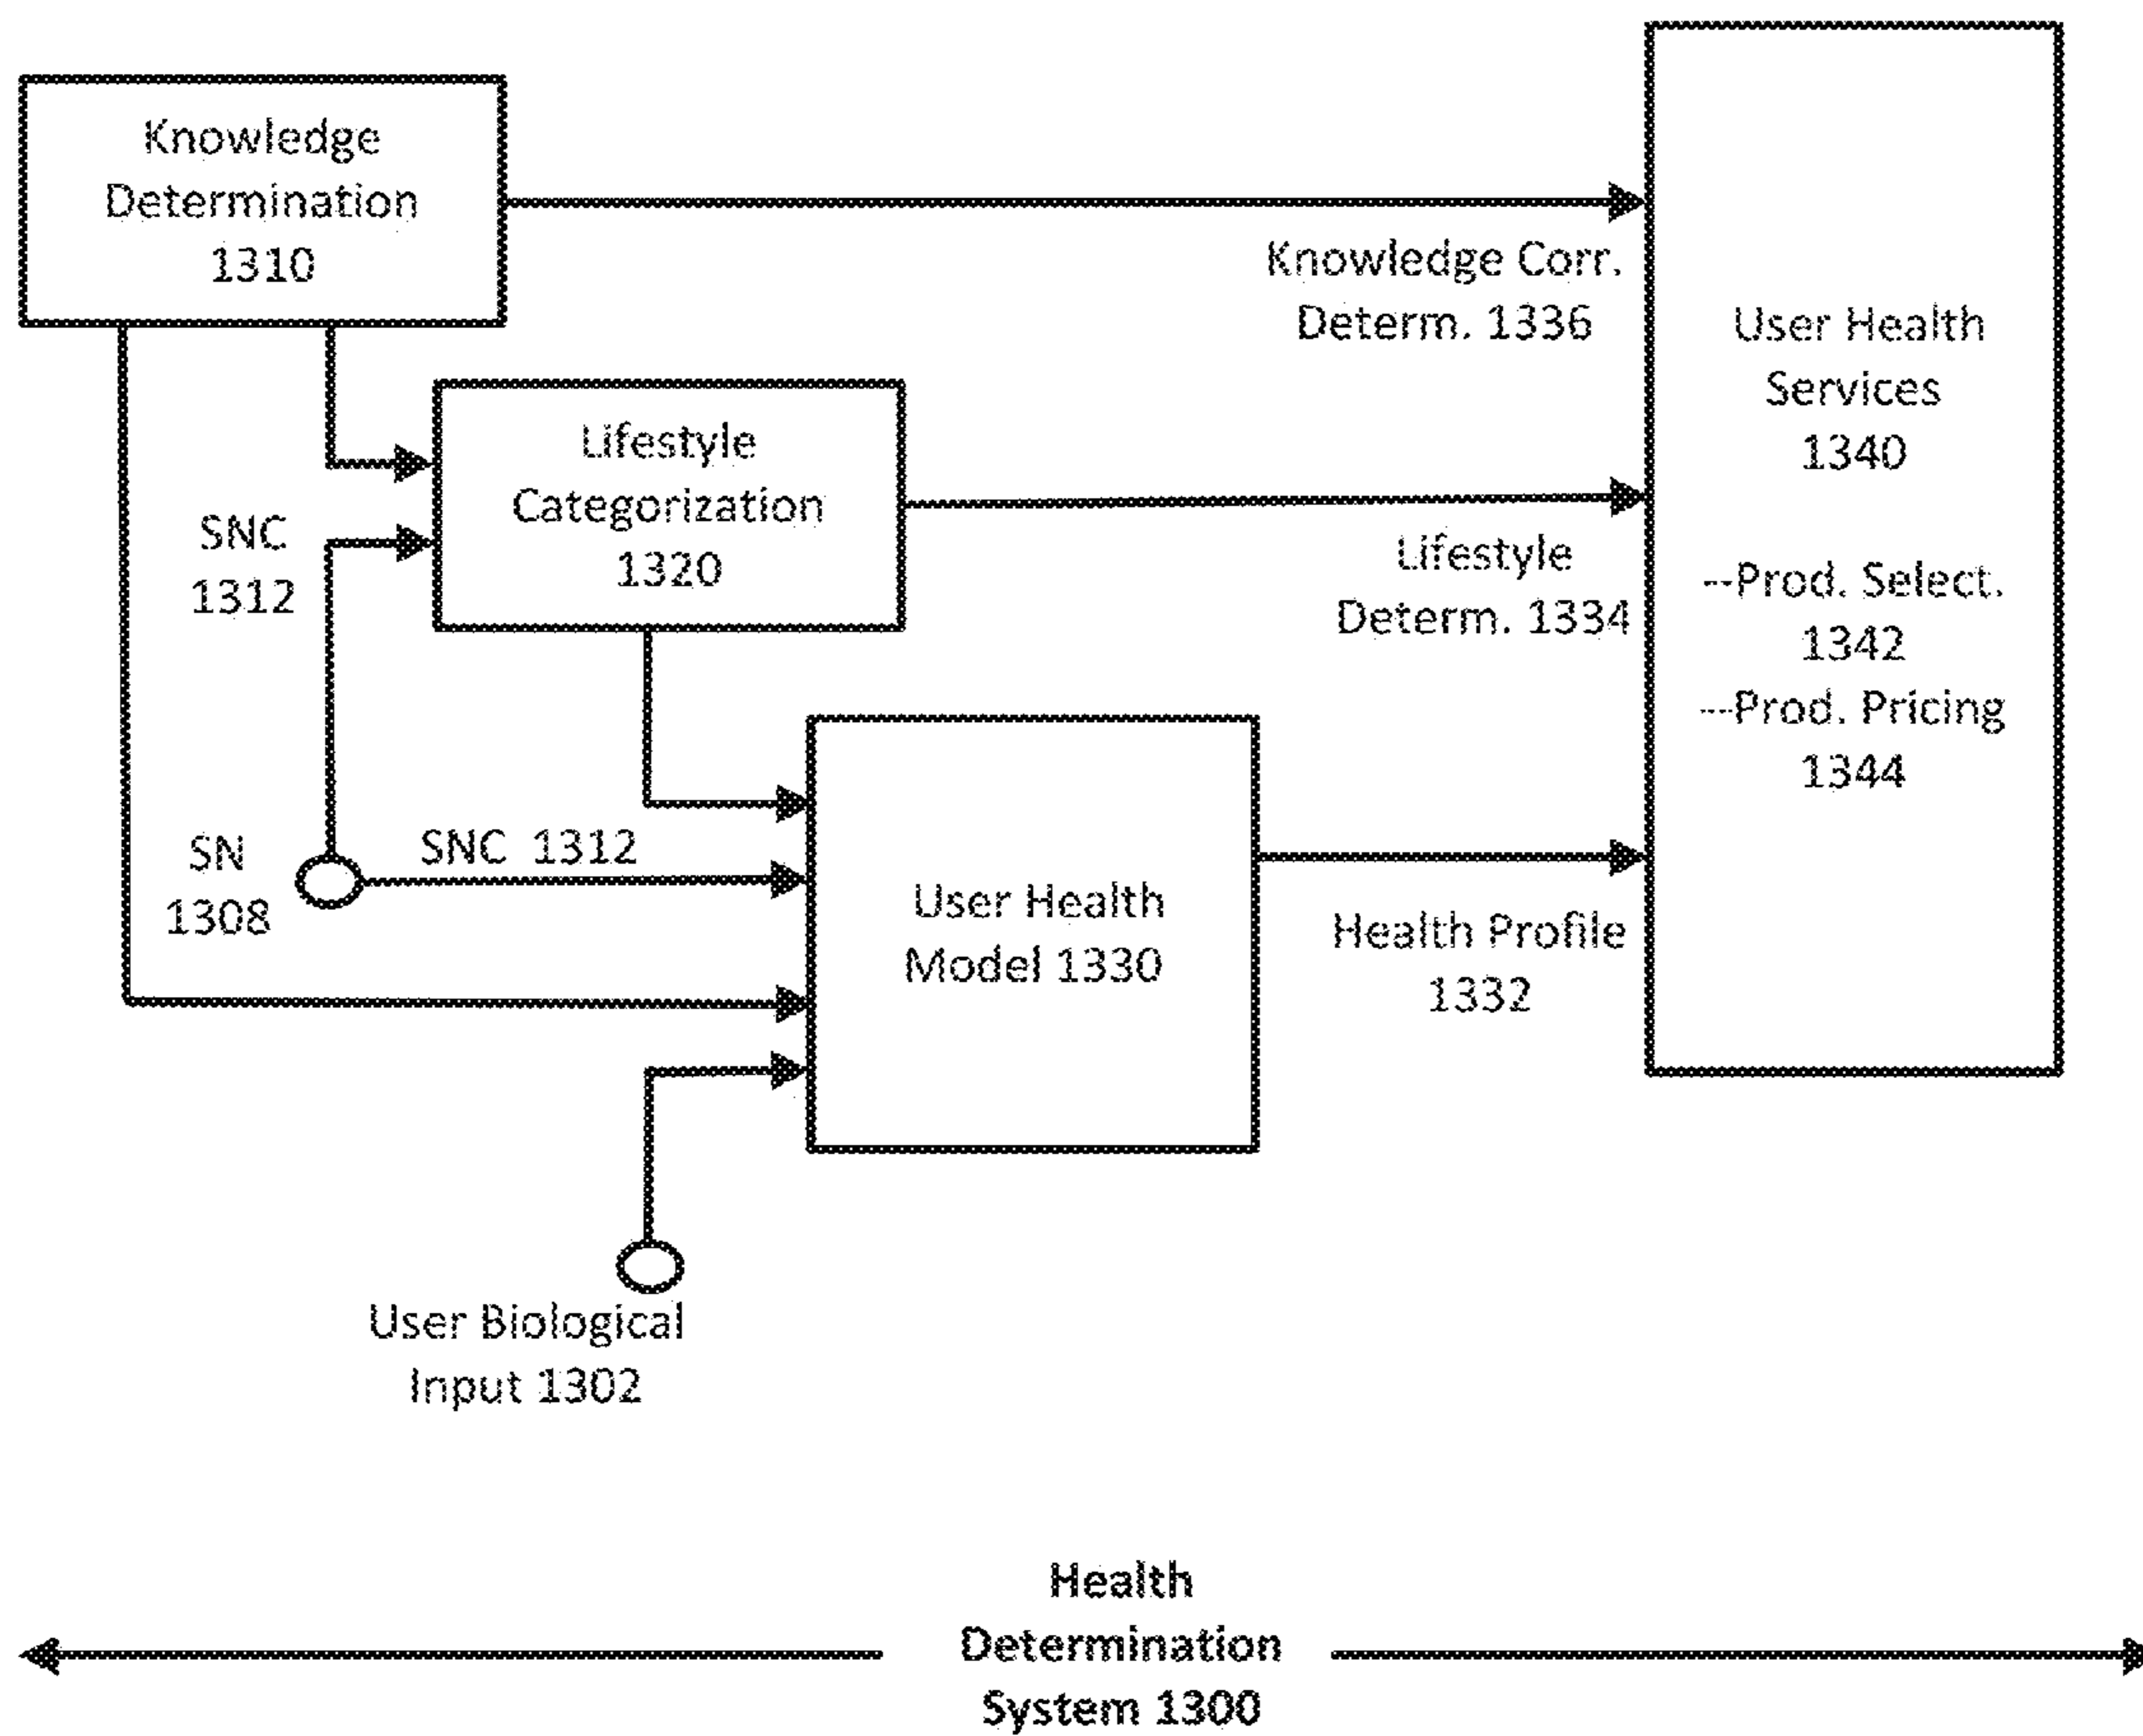 Knowledge
Determination
1310
Knowledge Corr.
Determ. 1336
User Health
Services
1340
--Prod. Select.
1342
---Prod. Pricing
1344
Lifestyle
Categorization
1320
SNC
1312
Lifestyle
Determ. 1334
SN
1308
SNC 1312
User Health
Model 1330
Health Profile
1332
User Biological
Input 1302
Health
Determination
System 1300